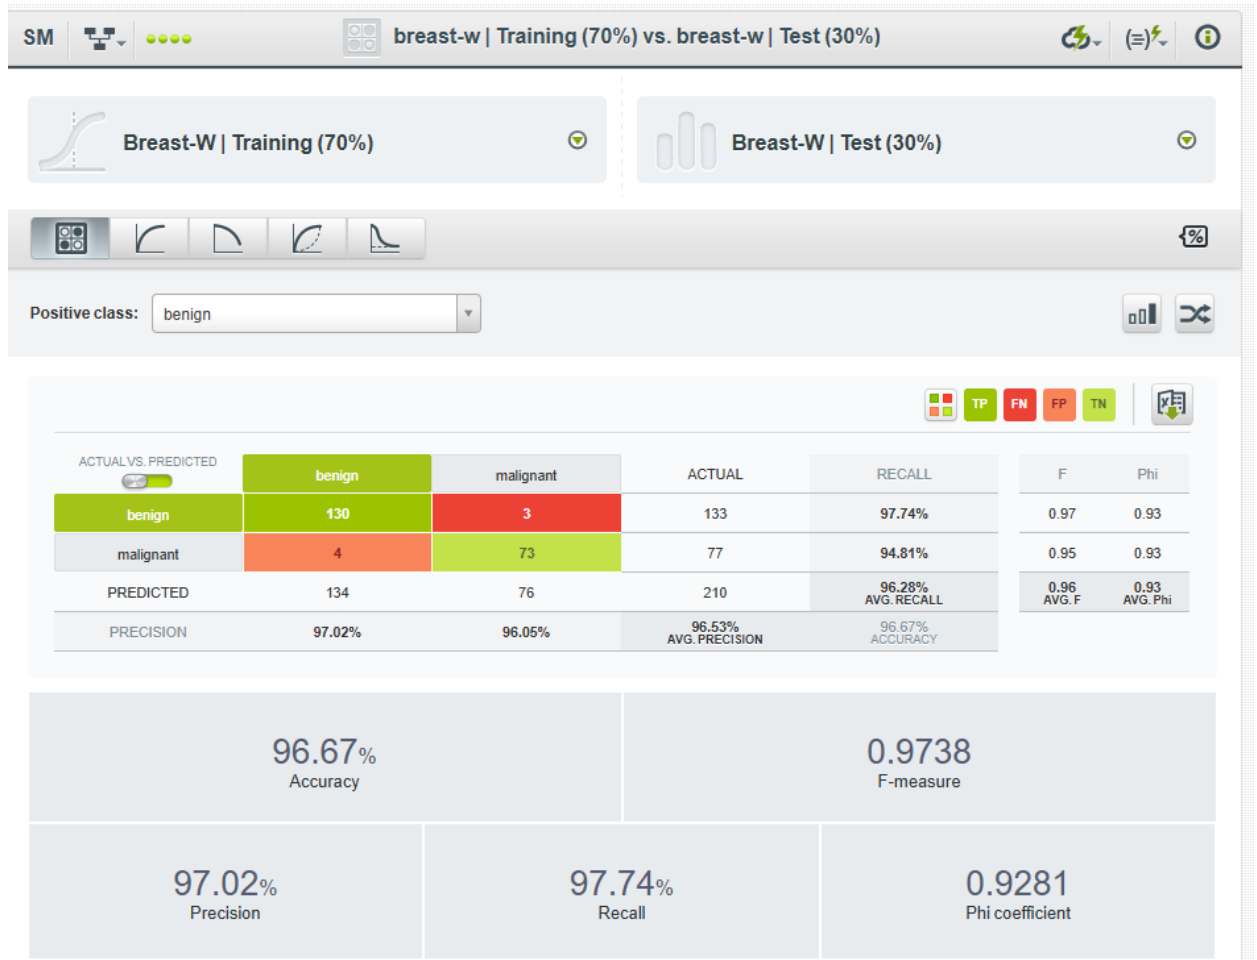 SM
breast-w | Training (70%) vs. breast-w | Test (30%)
Breast-W | Training (70%)
Breast-W | Test (30%)
Positive class: benign
TP FN FP TN
ACTUAL VS. PREDICTED benign malignant ACTUAL RECALL F Phi
benign 130 3 133 97.74% 0.97 0.93
malignant 4 73 77 94.81% 0.95 0.93
PREDICTED 134 76 210 96.28% 0.96 0.93
AVG. RECALL AVG. F AVG. Phi
PRECISION 97.02% 96.05% 96.53% 96.67%
AVG. PRECISION ACCURACY
96.67% 0.9738
Accuracy F-measure
97.02% 97.74% 0.9281
Precision Recall Phi coefficient